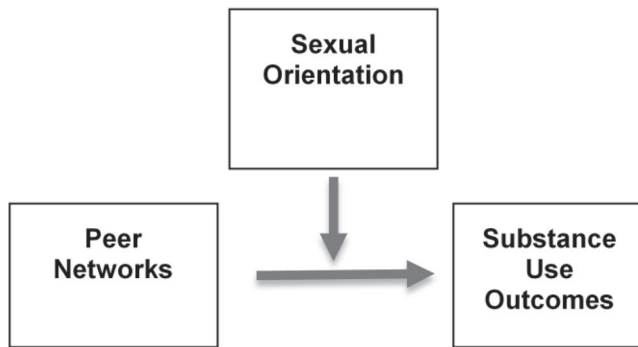 Sexual
Orientation
Peer
Networks
Substance
Use
Outcomes